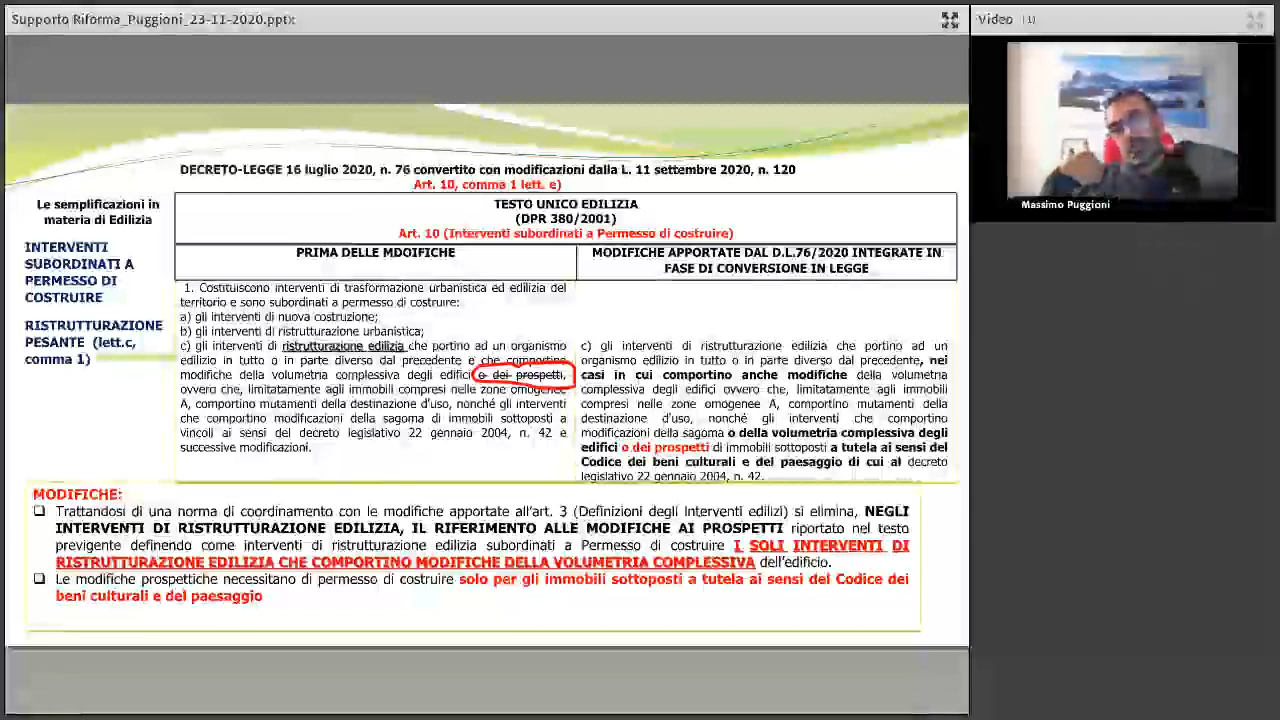 Supporto Riforma_Puggioni_23-11-2020.pptx
Video (1)
Massimo Puggioni
DECRETO-LEGGE 16 luglio 2020, n. 76 convertito con modificazioni dalla L. 11 settembre 2020, n. 120
Art. 10, comma 1 lett. e)
Le semplificazioni in
materia di Edilizia
INTERVENTI
SUBORDINATI A
PERMESSO DI
COSTRUIRE
RISTRUTTURAZIONE
PESANTE (lett.c,
comma 1)
TESTO UNICO EDILIZIA
(DPR 380/2001)
Art. 10 (Interventi subordinati a Permesso di costruire)
PRIMA DELLE MDOIFICHE
1. Costituiscono interventi di trasformazione urbanistica ed edilizia del
territorio e sono subordinati a permesso di costruire:
a) gli interventi di nuova costruzione;
b) gli interventi di ristrutturazione urbanistica;
c) gli interventi di ristrutturazione edilizia che portino ad un organismo
edilizio in tutto o in parte diverso dal precedente e che comportino
modifiche della volumetria complessiva degli edifici o dei prospetti,
ovvero che, limitatamente agli immobili compresi nelle zone omogenee
A, comportino mutamenti della destinazione d'uso, nonché gli interventi
che comportino modificazioni della sagoma di immobili sottoposti a
vincoli ai sensi del decreto legislativo 22 gennaio 2004, n. 42 e
successive modificazioni.
MODIFICHE APPORTATE DAL D.L.76/2020 INTEGRATE IN
FASE DI CONVERSIONE IN LEGGE
c) gli interventi di ristrutturazione edilizia che portino ad un
organismo edilizio in tutto o in parte diverso dal precedente, nei
casi in cui comportino anche modifiche della volumetria
complessiva degli edifici ovvero che, limitatamente agli immobili
compresi nelle zone omogenee A, comportino mutamenti della
destinazione d'uso, nonché gli interventi che comportino
modificazioni della sagoma o della volumetria complessiva degli
edifici o dei prospetti di immobili sottoposti a tutela ai sensi del
Codice dei beni culturali e del paesaggio di cui al decreto
legislativo 22 gennaio 2004, n. 42.
MODIFICHE:
Trattandosi di una norma di coordinamento con le modifiche apportate all'art. 3 (Definizioni degli Interventi edilizi) si elimina, NEGLI
INTERVENTI DI RISTRUTTURAZIONE EDILIZIA, IL RIFERIMENTO ALLE MODIFICHE AI PROSPETTI riportato nel testo
previgente definendo come interventi di ristrutturazione edilizia subordinati a Permesso di costruire I SOLI INTERVENTI DI
RISTRUTTURAZIONE EDILIZIA CHE COMPORTINO MODIFICHE DELLA VOLUMETRIA COMPLESSIVA dell'edificio.
Le modifiche prospettiche necessitano di permesso di costruire solo per gli immobili sottoposti a tutela ai sensi del Codice dei
beni culturali e del paesaggio